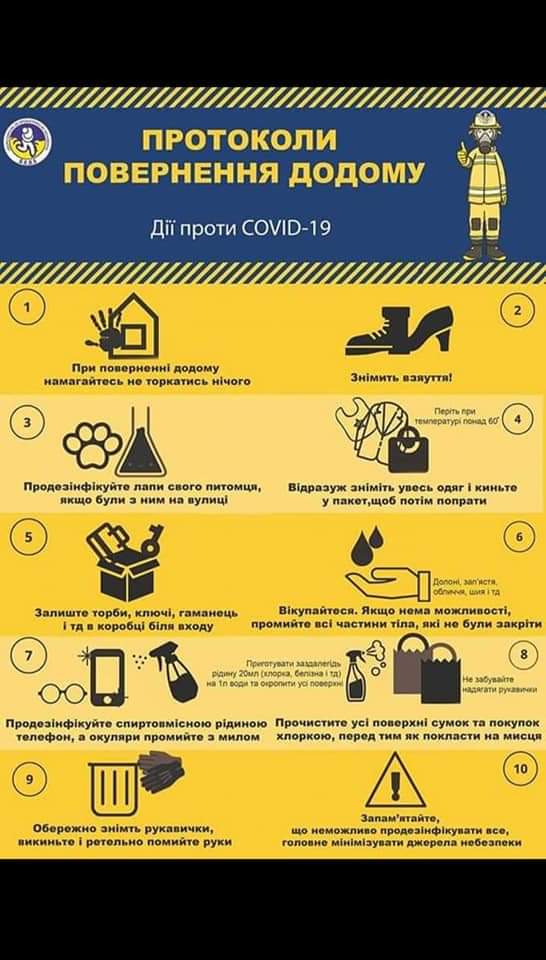 ПРОТОКОЛИ
ПОВЕРНЕННЯ ДОДОМУ
Дії проти COVID-19
1
При поверненні додому
намагайтесь не торкатись нічого
2
Зніміть взяуття!
3
Продезінфікуйте лапи свого питомця,
якщо були з ним на вулиці
4
Періть при
температурі понад 60°
Відразуж зніміть увесь одяг і киньте
у пакет,щоб потім попрати
5
Залиште торби, ключі, гаманець
і тд в коробці біля входу
6
Долоні, зап'ястя,
обличчя, шия і тд
Викупайтеся. Якщо нема можливості,
промийте всі частини тіла, які не були закріти
7
Приготувати заздалегідь
рідину 20мл (хлорка, белізна і тд)
на 1л води та окропити усі поверхні
Продезінфікуйте спиртовмісною рідиною
телефон, а окуляри промийте з милом
8
Не забувайте
надягати рукавички
Прочистите усі поверхні сумок та покупок
хлоркою, перед тим як покласти на мисця
9
Обережно зніміть рукавички,
викиньте і ретельно помийте руки
10
Запам'ятайте,
що неможливо продезінфікувати все,
головне мінімізувати джерела небезпеки